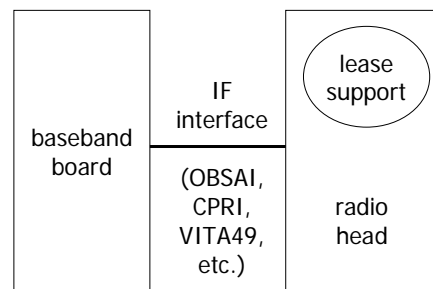 baseband
board
IF
interface
(OBSAI,
CPRI,
VITA49,
etc.)
lease
support
radio
head